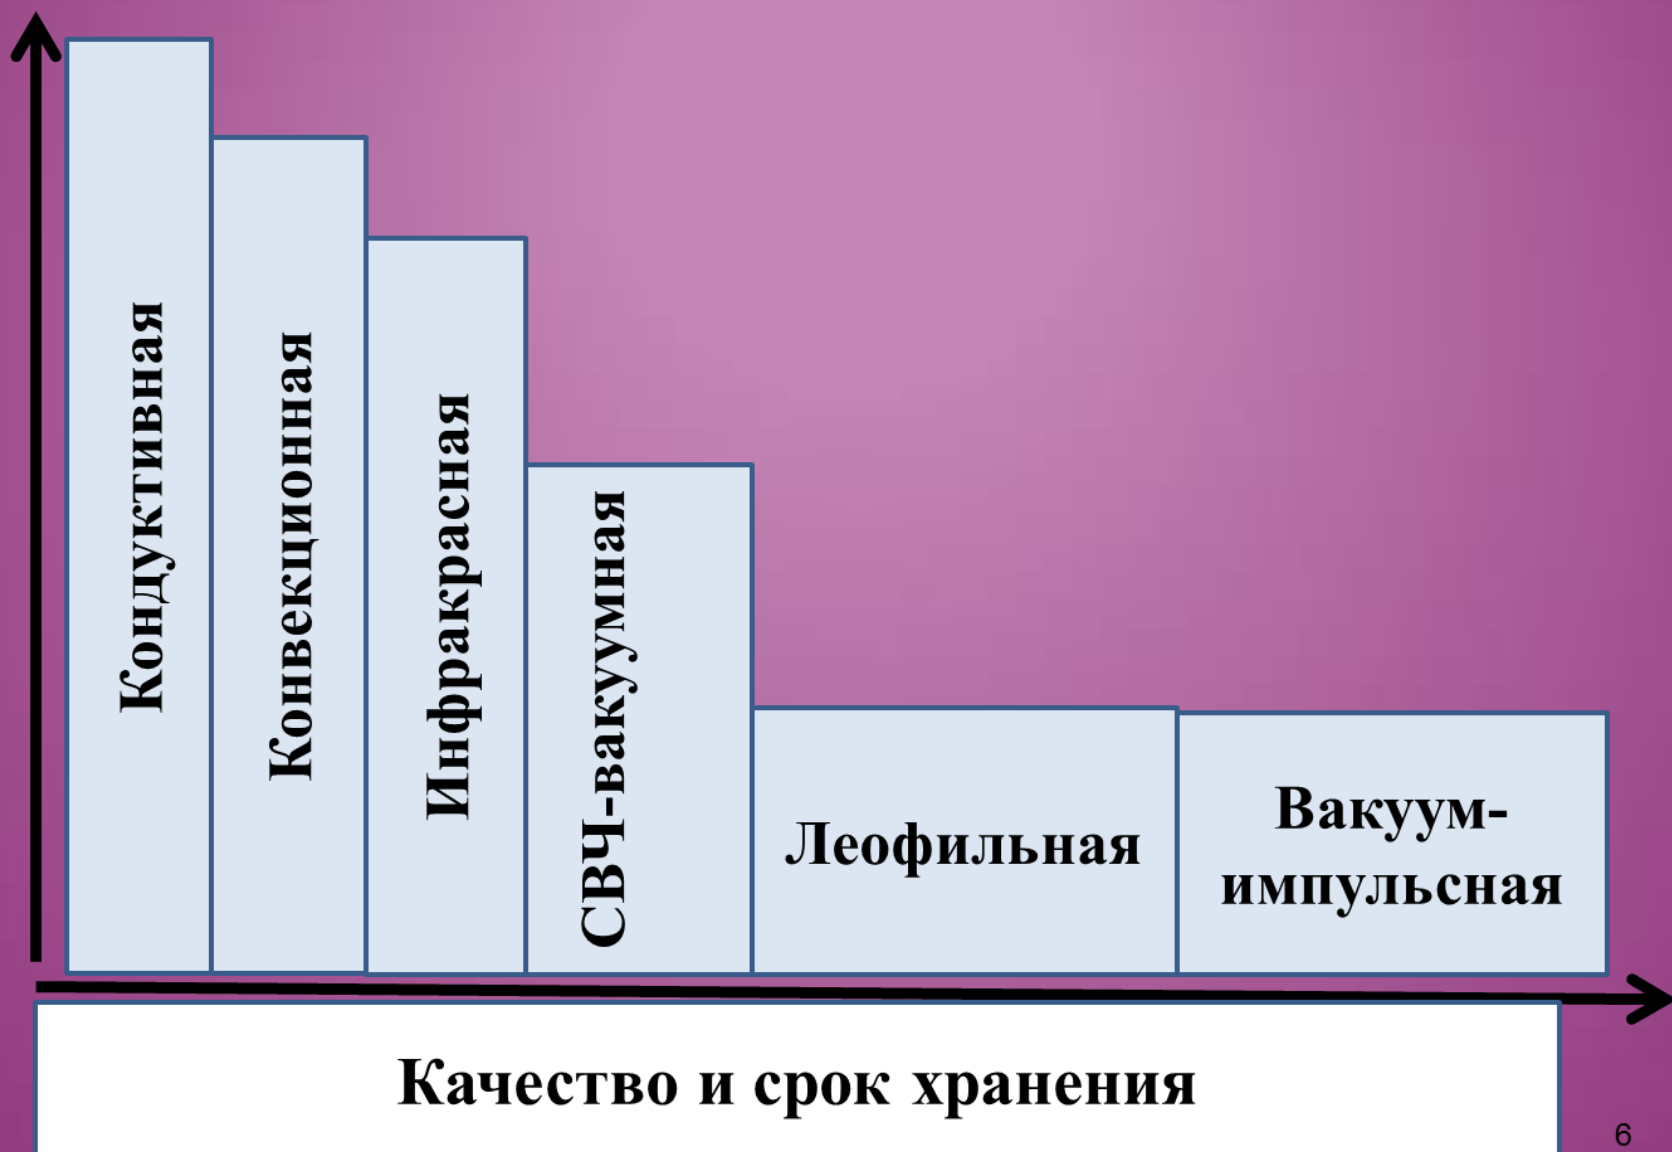 Кондуктивная
Конвекционная
Инфракрасная
СВЧ-вакуумная
Леофильная
Вакуум-
импульсная
Качество и срок хранения
6